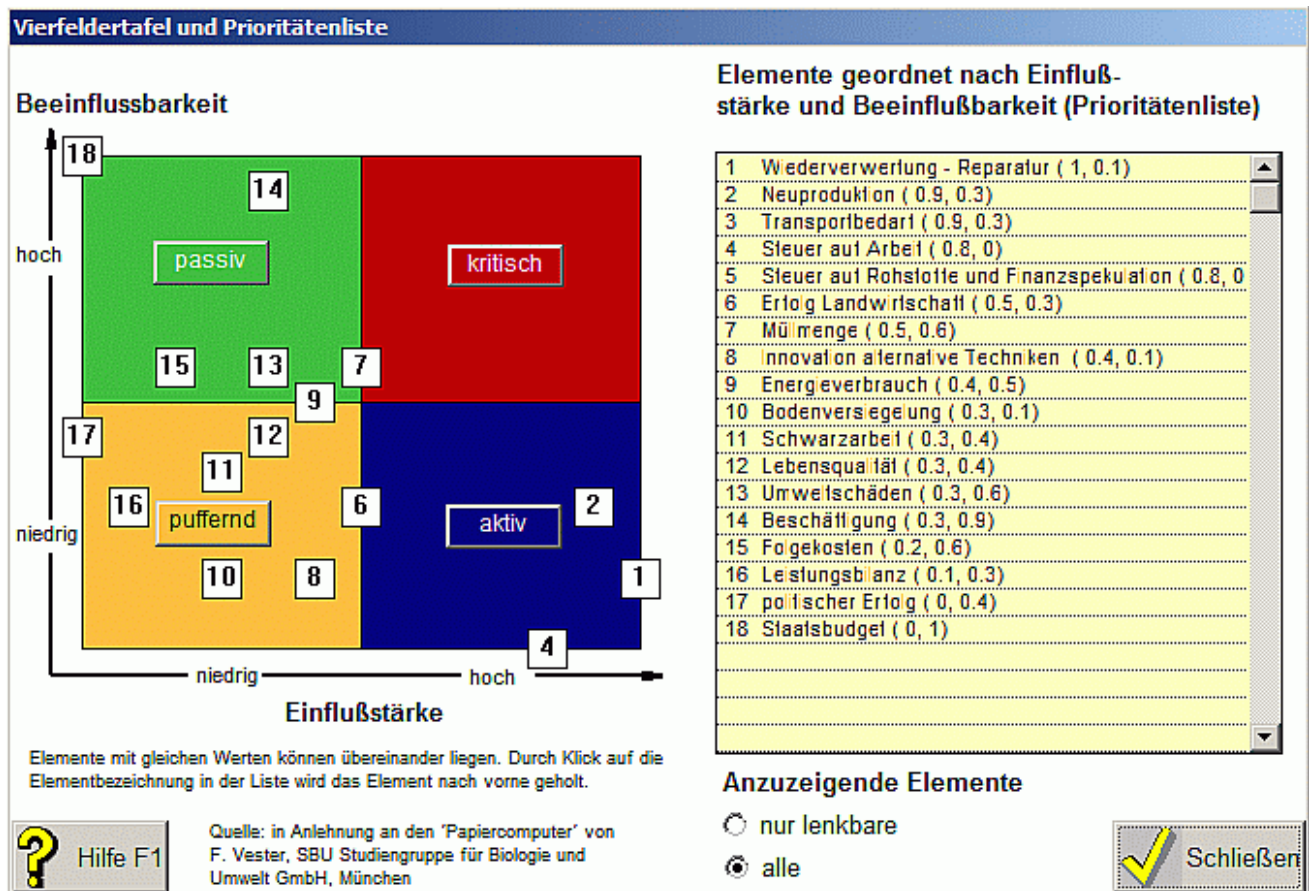 Vierfeldertafel und Prioritätenliste
Beeinflussbarkeit
18
14
hoch
passiv
kritisch
15
13
7
9
17
12
11
16
6
2
niedrig
puffernd
aktiv
10
8
1
4
niedrig
hoch
Einflußstärke
Elemente mit gleichen Werten können übereinander liegen. Durch Klick auf die
Elementbezeichnung in der Liste wird das Element nach vorne geholt.
Hilfe F1
Quelle: in Anlehnung an den ´Papiercomputer´ von
F. Vester, SBU Studiengruppe für Biologie und
Umwelt GmbH, München
Elemente geordnet nach Einfluß-
stärke und Beeinflußbarkeit (Prioritätenliste)
1 Wiederverwertung - Reparatur ( 1, 0.1)
2 Neuproduktion ( 0.9, 0.3)
3 Transportbedarf ( 0.9, 0.3)
4 Steuer auf Arbeit ( 0.8, 0)
5 Steuer auf Rohstoffe und Finanzspekulation ( 0.8, 0
6 Erfolg Landwirtschaft ( 0.5, 0.3)
7 Müllmenge ( 0.5, 0.6)
8 Innovation alternative Techniken ( 0.4, 0.1)
9 Energieverbrauch ( 0.4, 0.5)
10 Bodenversiegelung ( 0.3, 0.1)
11 Schwarzarbeit ( 0.3, 0.4)
12 Lebensqualität ( 0.3, 0.4)
13 Umweltschäden ( 0.3, 0.6)
14 Beschäftigung ( 0.3, 0.9)
15 Folgekosten ( 0.2, 0.6)
16 Leistungsbilanz ( 0.1, 0.3)
17 politischer Erfolg ( 0, 0.4)
18 Staatsbudget ( 0, 1)
Anzuzeigende Elemente
nur lenkbare
alle
Schließen